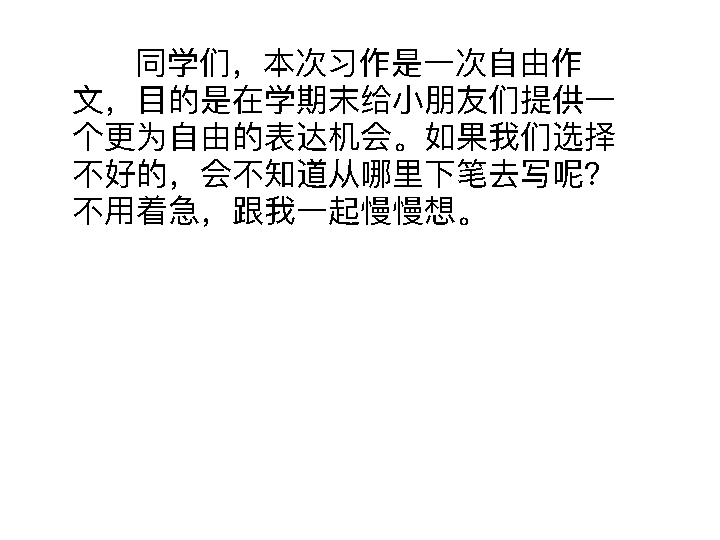 同学们，本次习作是一次自由作
文，目的是在学期末给小朋友们提供一
个更为自由的表达机会。如果我们选择
不好的，会不知道从哪里下笔去写呢？
不用着急，跟我一起慢慢想。